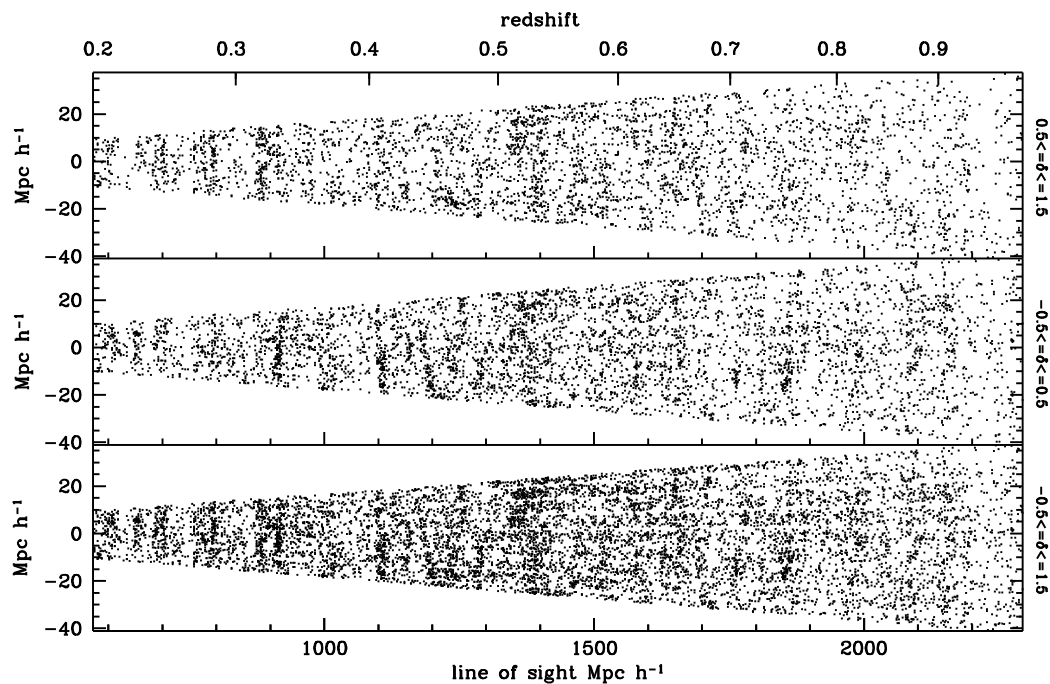 redshift
0.2 0.3 0.4 0.5 0.6 0.7 0.8 0.9
20
0
−20
−40
Mpc h⁻¹
0.5<=δ<=1.5
20
0
−20
−40
Mpc h⁻¹
−0.5<=δ<=0.5
20
0
−20
−40
Mpc h⁻¹
−0.5<=δ<=1.5
1000 1500 2000
line of sight Mpc h⁻¹